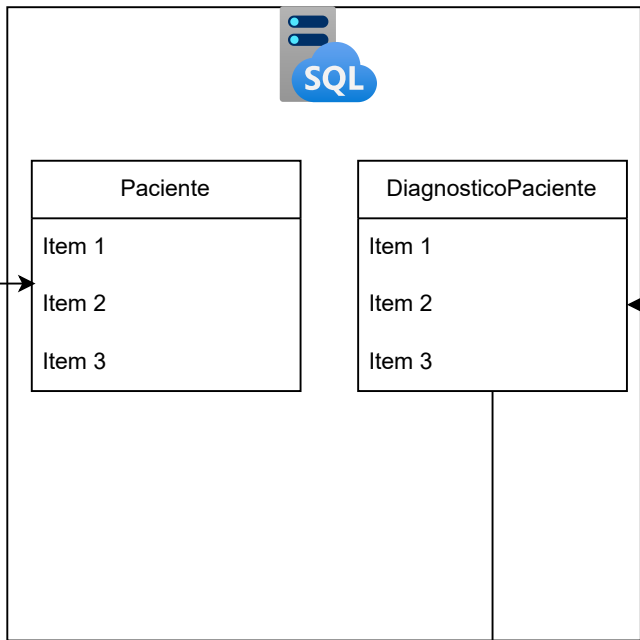 SQL
Paciente
Item 1
Item 2
Item 3
DiagnosticoPaciente
Item 1
Item 2
Item 3